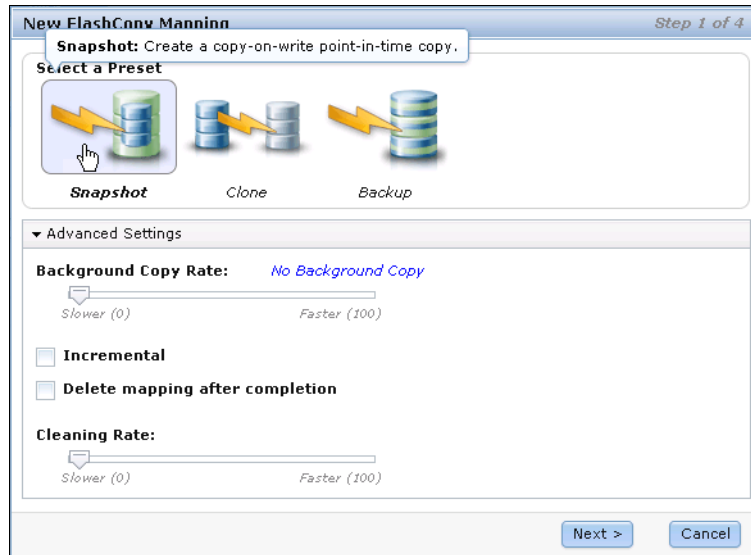 New FlashCopy Mapping Step 1 of 4
Snapshot: Create a copy-on-write point-in-time copy.
Select a Preset
Snapshot Clone Backup
Advanced Settings
Background Copy Rate: No Background Copy
Slower (0) Faster (100)
Incremental
Delete mapping after completion
Cleaning Rate:
Slower (0) Faster (100)
Next > Cancel